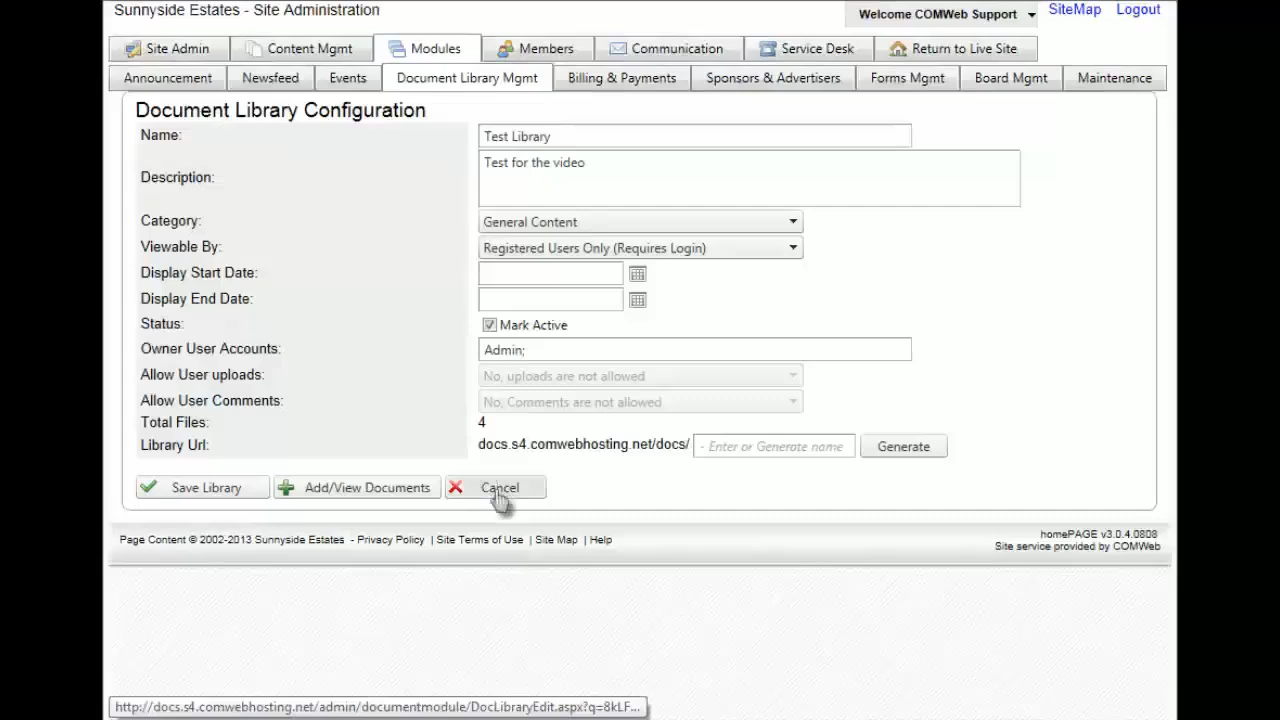 Sunnyside Estates - Site Administration
Welcome COMWeb Support SiteMap Logout
Site Admin Content Mgmt Modules Members Communication Service Desk Return to Live Site
Announcement Newsfeed Events Document Library Mgmt Billing & Payments Sponsors & Advertisers Forms Mgmt Board Mgmt Maintenance
Document Library Configuration
Name: Test Library
Description: Test for the video
Category: General Content
Viewable By: Registered Users Only (Requires Login)
Display Start Date:
Display End Date:
Status: Mark Active
Owner User Accounts: Admin;
Allow User uploads: No, uploads are not allowed
Allow User Comments: No, Comments are not allowed
Total Files: 4
Library Url: docs.s4.comwebhosting.net/docs/ - Enter or Generate name Generate
Save Library Add/View Documents Cancel
Page Content © 2002-2013 Sunnyside Estates - Privacy Policy | Site Terms of Use | Site Map | Help
homePAGE v3.0.4.0808
Site service provided by COMWeb
http://docs.s4.comwebhosting.net/admin/documentmodule/DocLibraryEdit.aspx?q=8kLF...